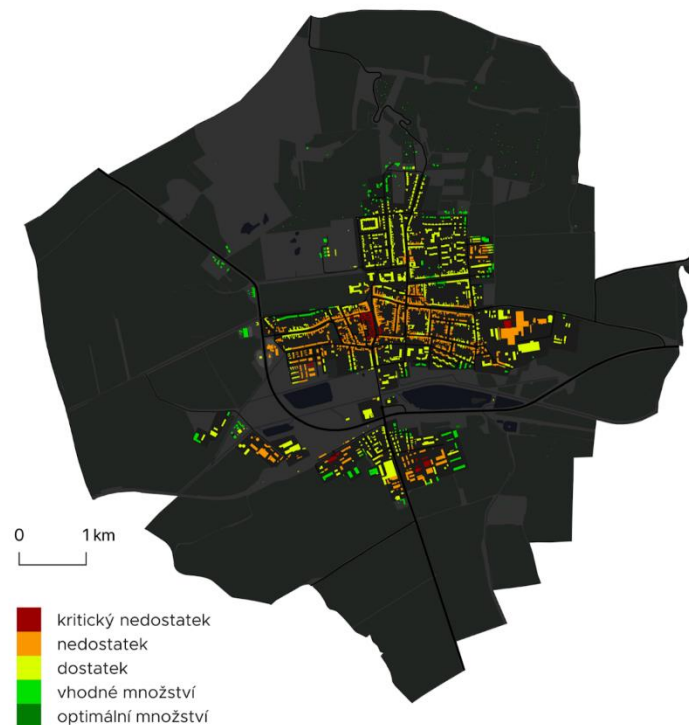 0 1 km
kritický nedostatek
nedostatek
dostatek
vhodné množství
optimální množství